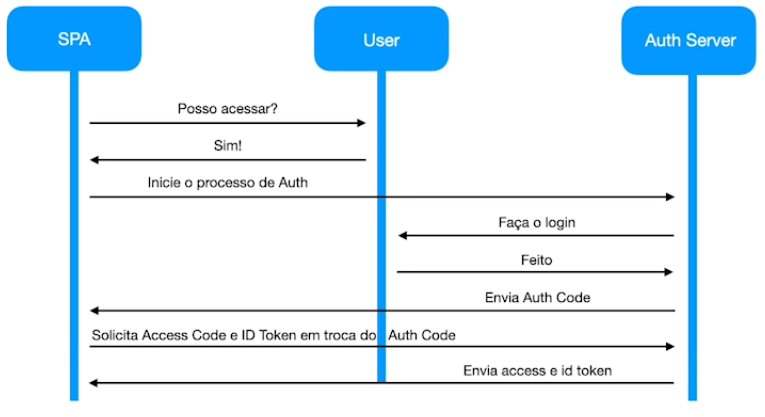 SPA
User
Auth Server
Posso acessar?
Sim!
Inicie o processo de Auth
Faça o login
Feito
Envia Auth Code
Solicita Access Code e ID Token em troca do Auth Code
Envia access e id token